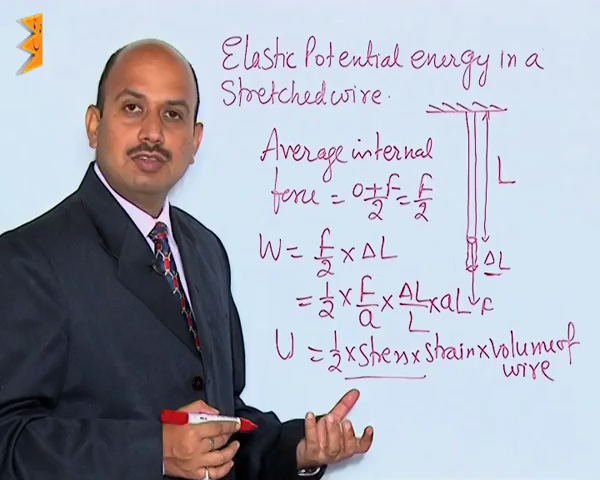 Elastic Potential energy in a
Stretched wire.
Average internal
force = 0+F/2 = F/2
L
W = F/2 × ΔL
ΔL
= 1/2 × F/a × ΔL/L × aL
F
U = 1/2 × stress × strain × volume of
wire